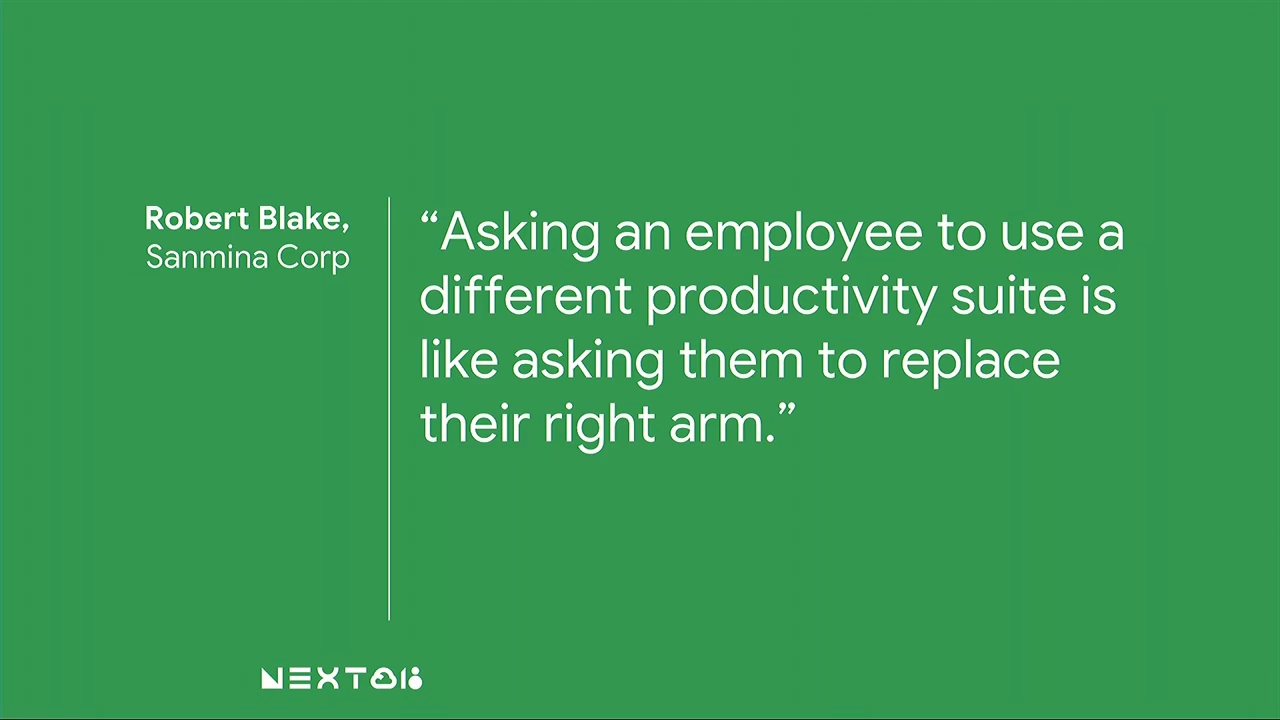 Robert Blake,
Sanmina Corp
“Asking an employee to use a
different productivity suite is
like asking them to replace
their right arm.”
NEXT 18